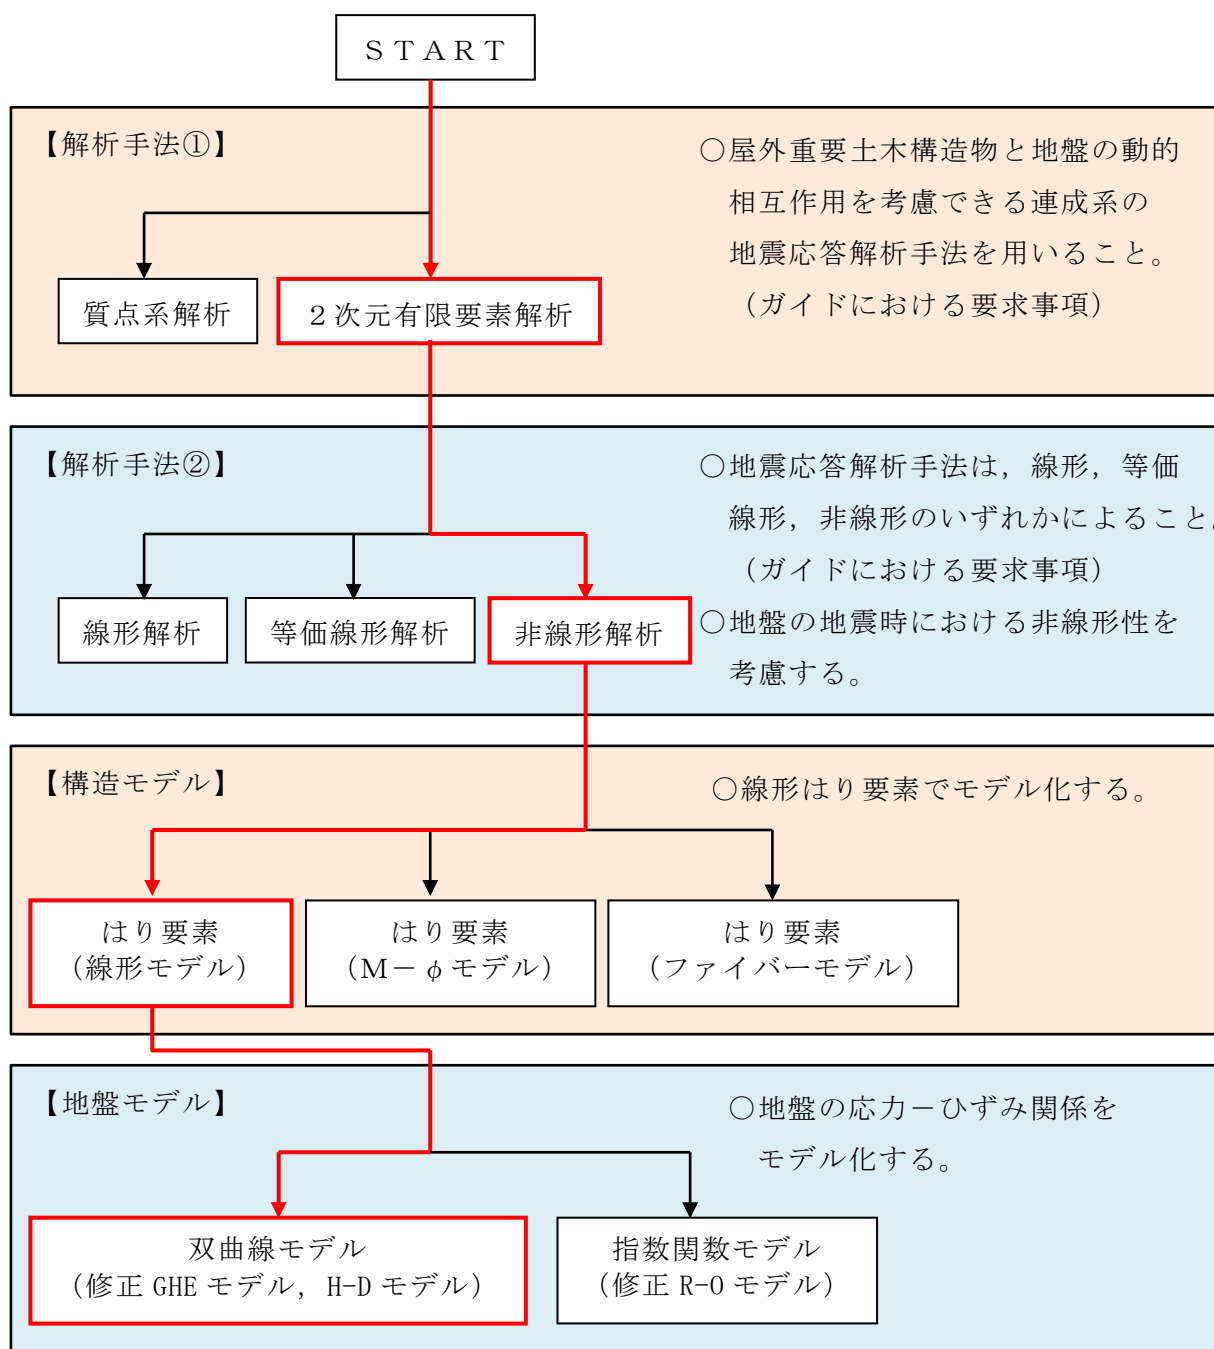 ＳＴＡＲＴ
【解析手法①】
○屋外重要土木構造物と地盤の動的
相互作用を考慮できる連成系の
地震応答解析手法を用いること。
（ガイドにおける要求事項）
質点系解析
２次元有限要素解析
【解析手法②】
○地震応答解析手法は，線形，等価
線形，非線形のいずれかによること。
（ガイドにおける要求事項）
○地盤の地震時における非線形性を
考慮する。
線形解析
等価線形解析
非線形解析
【構造モデル】
○線形はり要素でモデル化する。
はり要素
（線形モデル）
はり要素
（Ｍ－φモデル）
はり要素
（ファイバーモデル）
【地盤モデル】
○地盤の応力－ひずみ関係を
モデル化する。
双曲線モデル
（修正 GHE モデル，H-D モデル）
指数関数モデル
（修正 R-O モデル）